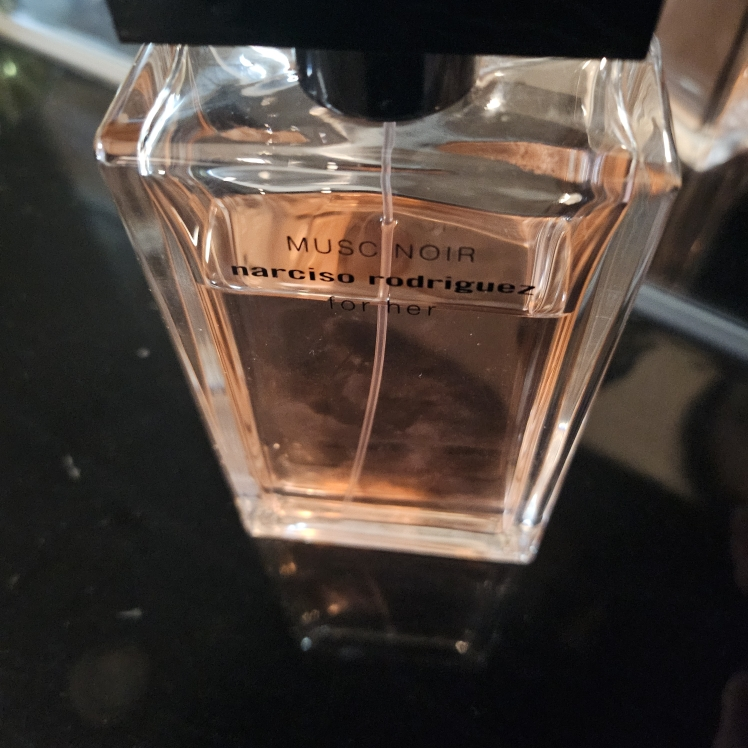 MUSC NOIR
narciso rodriguez
for her